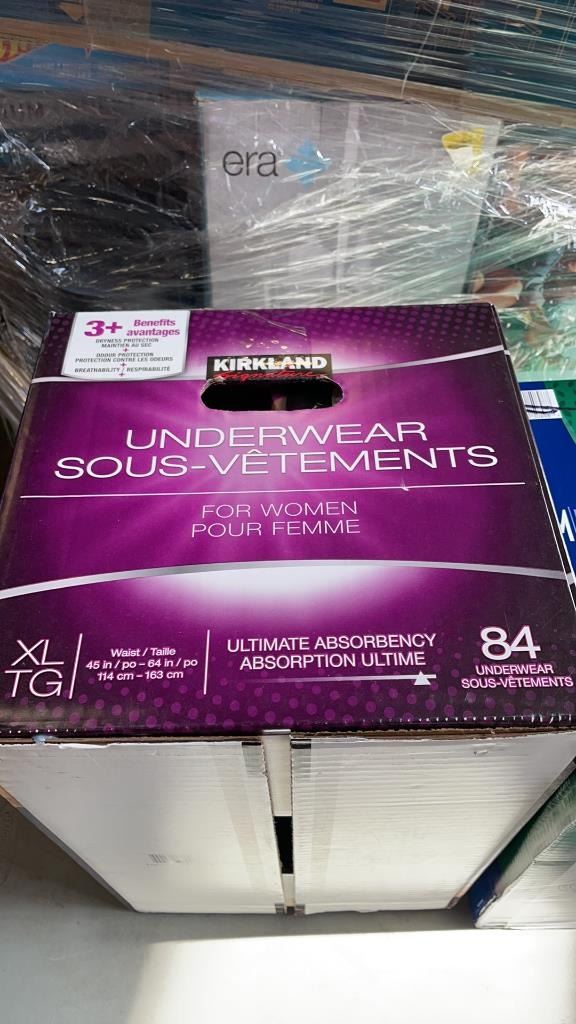 era
3+ Benefits
avantages
DRYNESS PROTECTION
MAINTIEN AU SEC
+
ODOUR PROTECTION
PROTECTION CONTRE LES ODEURS
+
BREATHABILITY / RESPIRABILITÉ
+
KIRKLAND
Signature
UNDERWEAR
SOUS-VÊTEMENTS
FOR WOMEN
POUR FEMME
XL
TG
Waist / Taille
45 in / po – 64 in / po
114 cm – 163 cm
ULTIMATE ABSORBENCY
ABSORPTION ULTIME
84
UNDERWEAR
SOUS-VÊTEMENTS